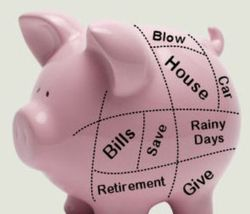 Blow
House
Car
Bills
Save
Rainy
Days
Retirement
Give